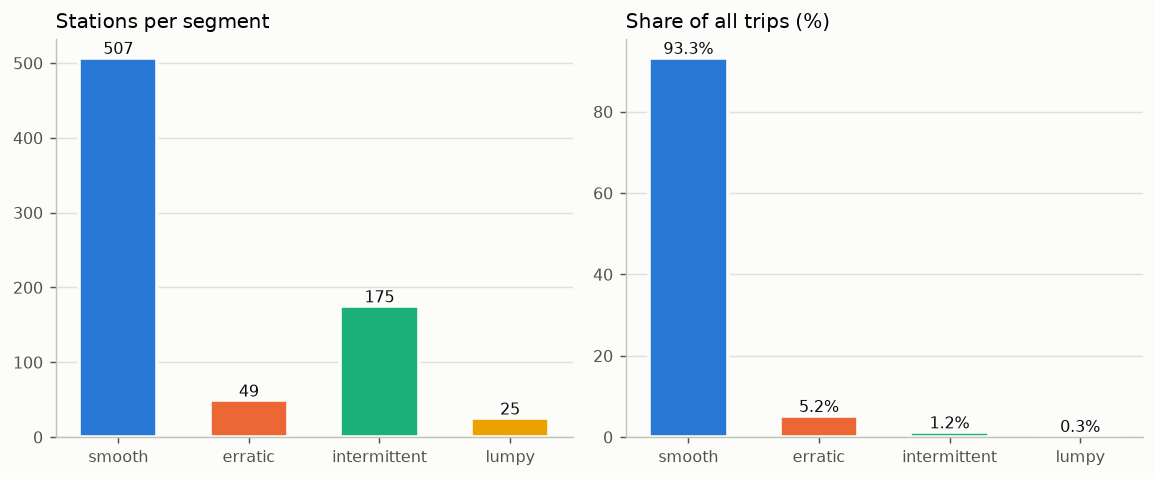 Stations per segment
500
400
300
200
100
0
507
49
175
25
smooth
erratic
intermittent
lumpy
Share of all trips (%)
80
60
40
20
0
93.3%
5.2%
1.2%
0.3%
smooth
erratic
intermittent
lumpy